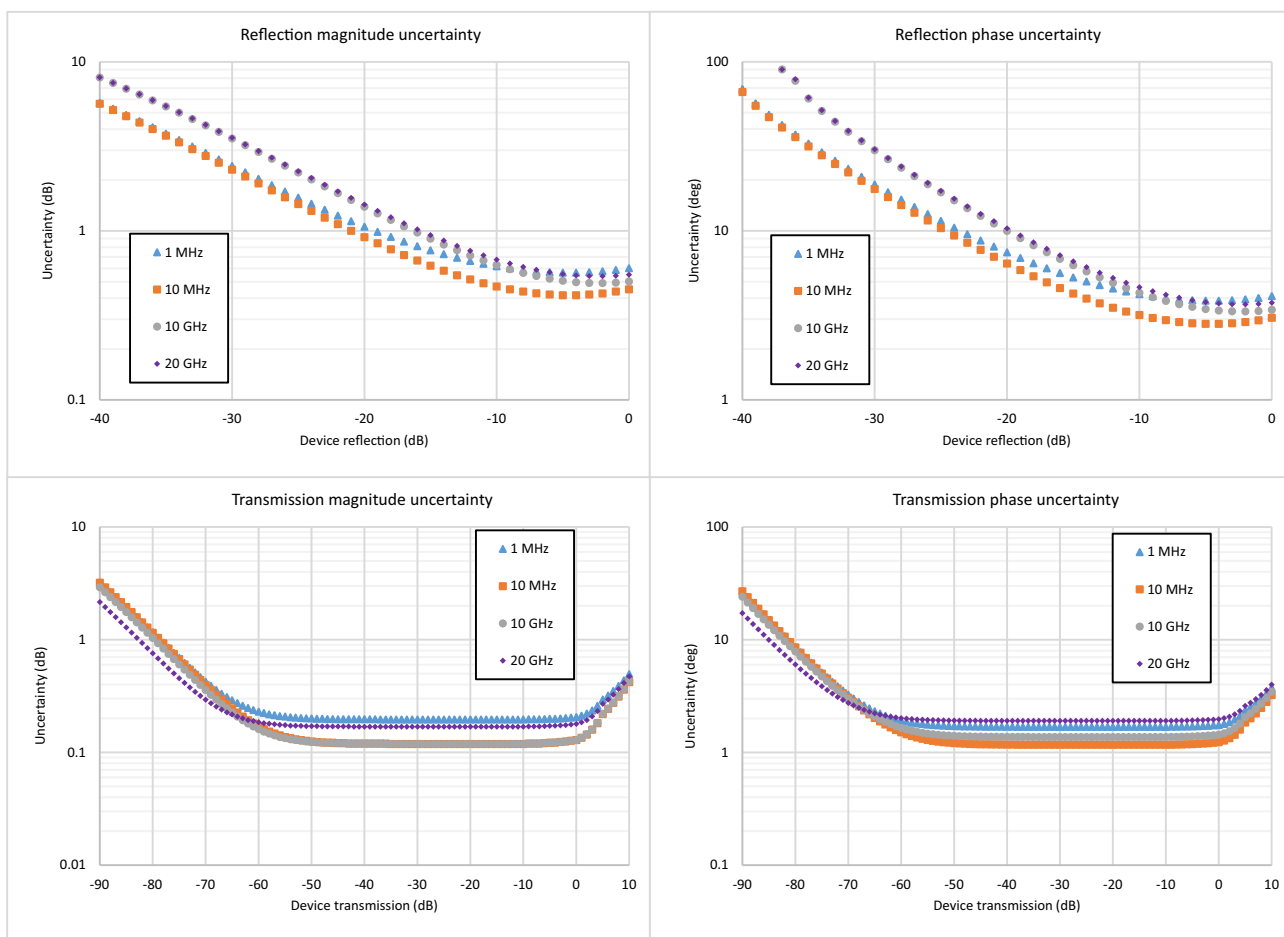 Reflection magnitude uncertainty
10
1
0.1
Uncertainty (dB)
1 MHz
10 MHz
10 GHz
20 GHz
-40 -30 -20 -10 0
Device reflection (dB)
Reflection phase uncertainty
100
10
1
Uncertainty (deg)
1 MHz
10 MHz
10 GHz
20 GHz
-40 -30 -20 -10 0
Device reflection (dB)
Transmission magnitude uncertainty
10
1
0.1
0.01
Uncertainty (dB)
1 MHz
10 MHz
10 GHz
20 GHz
-90 -80 -70 -60 -50 -40 -30 -20 -10 0 10
Device transmission (dB)
Transmission phase uncertainty
100
10
1
0.1
Uncertainty (deg)
1 MHz
10 MHz
10 GHz
20 GHz
-90 -80 -70 -60 -50 -40 -30 -20 -10 0 10
Device transmission (dB)